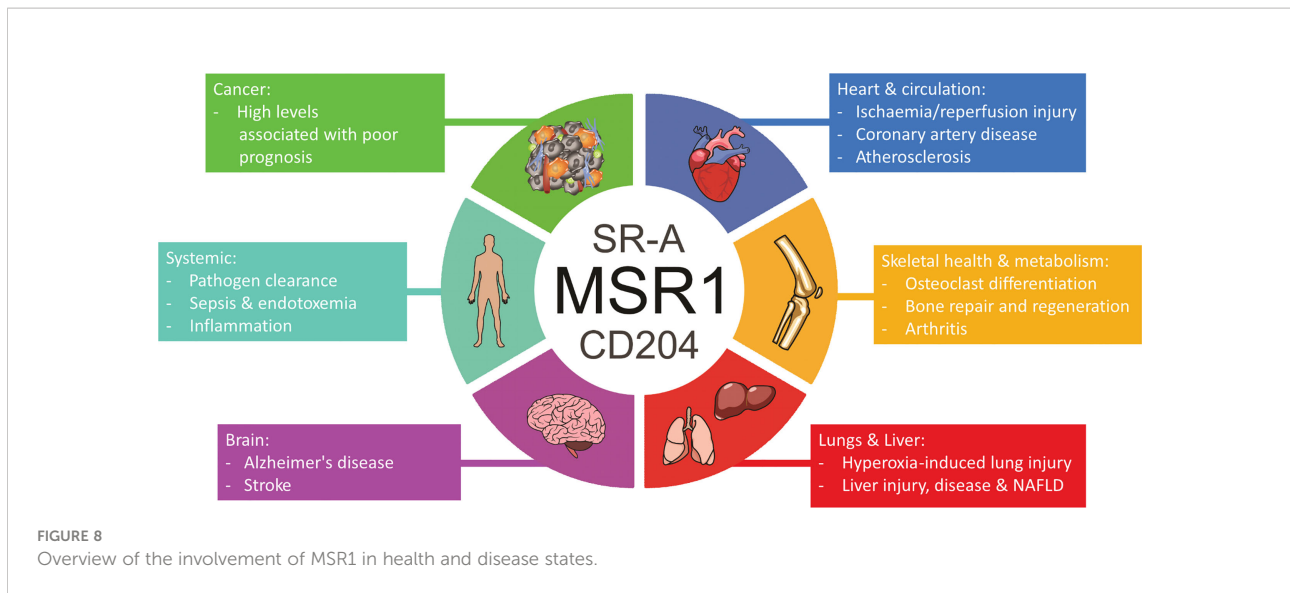 Cancer:
- High levels
associated with poor
prognosis
Heart & circulation:
- Ischaemia/reperfusion injury
- Coronary artery disease
- Atherosclerosis
Systemic:
- Pathogen clearance
- Sepsis & endotoxemia
- Inflammation
SR-A
MSR1
CD204
Skeletal health & metabolism:
- Osteoclast differentiation
- Bone repair and regeneration
- Arthritis
Brain:
- Alzheimer's disease
- Stroke
Lungs & Liver:
- Hyperoxia-induced lung injury
- Liver injury, disease & NAFLD
FIGURE 8
Overview of the involvement of MSR1 in health and disease states.